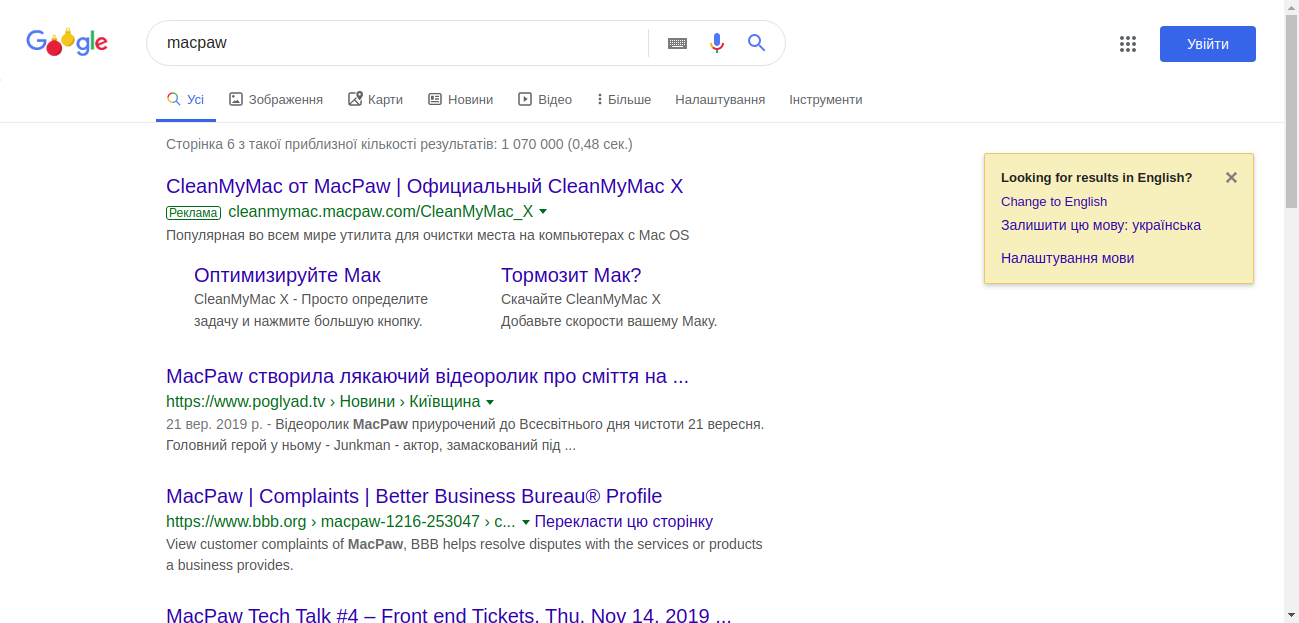 Google
macpaw
Увійти
Усі
Зображення
Карти
Новини
Відео
Більше
Налаштування
Інструменти
Сторінка 6 з такої приблизної кількості результатів: 1 070 000 (0,48 сек.)
Looking for results in English?
Change to English
Залишити цю мову: українська
Налаштування мови
CleanMyMac от MacPaw | Официальный CleanMyMac X
Реклама cleanmymac.macpaw.com/CleanMyMac_X
Популярная во всем мире утилита для очистки места на компьютерах с Mac OS
Оптимизируйте Мак
CleanMyMac X - Просто определите
задачу и нажмите большую кнопку.
Тормозит Мак?
Скачайте CleanMyMac X
Добавьте скорости вашему Маку.
MacPaw створила лякаючий відеоролик про сміття на ...
https://www.poglyad.tv › Новини › Київщина
21 вер. 2019 р. - Відеоролик MacPaw приурочений до Всесвітнього дня чистоти 21 вересня.
Головний герой у ньому - Junkman - актор, замаскований під ...
MacPaw | Complaints | Better Business Bureau® Profile
https://www.bbb.org › macpaw-1216-253047 › c... Перекласти цю сторінку
View customer complaints of MacPaw, BBB helps resolve disputes with the services or products
a business provides.
MacPaw Tech Talk #4 – Front end Tickets, Thu, Nov 14, 2019 ...